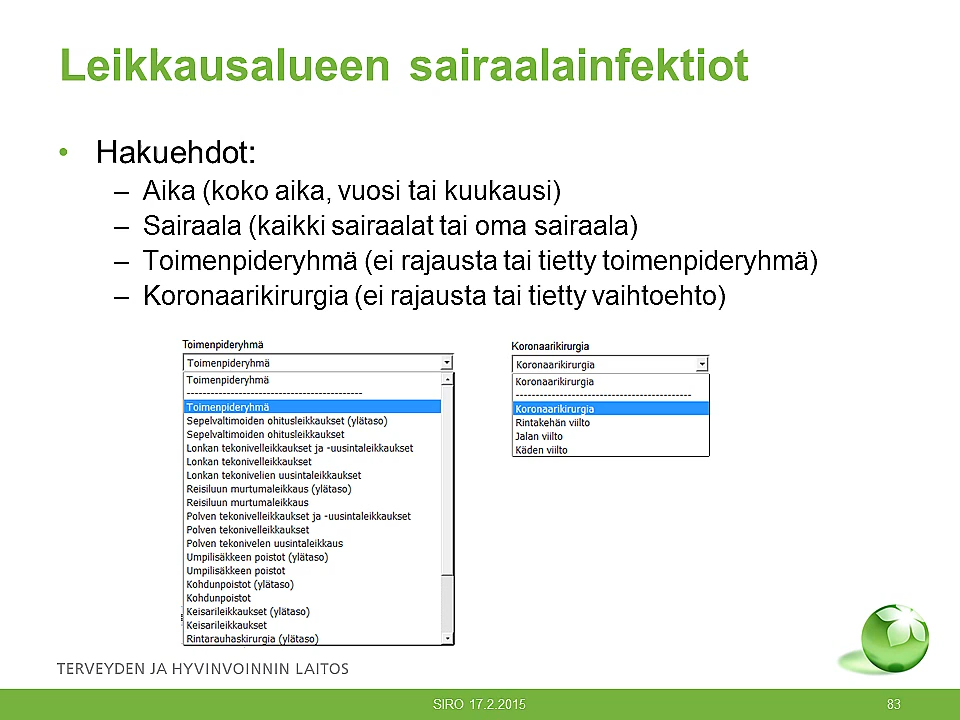 Leikkausalueen sairaalainfektiot
• Hakuehdot:
– Aika (koko aika, vuosi tai kuukausi)
– Sairaala (kaikki sairaalat tai oma sairaala)
– Toimenpideryhmä (ei rajausta tai tietty toimenpideryhmä)
– Koronaarikirurgia (ei rajausta tai tietty vaihtoehto)
Toimenpideryhmä
Toimenpideryhmä
Toimenpideryhmä
-------------------------------------------
Toimenpideryhmä
Sepelvaltimoiden ohitusleikkaukset (ylätaso)
Sepelvaltimoiden ohitusleikkaukset
Lonkan tekonivelleikkaukset ja -uusintaleikkaukset
Lonkan tekonivelleikkaukset
Lonkan tekonivelien uusintaleikkaukset
Reisiluun murtumaleikkaus (ylätaso)
Reisiluun murtumaleikkaus
Polven tekonivelleikkaukset ja -uusintaleikkaukset
Polven tekonivelleikkaukset
Polven tekonivelen uusintaleikkaus
Umpilisäkkeen poistot (ylätaso)
Umpilisäkkeen poistot
Kohdunpoistot (ylätaso)
Kohdunpoistot
Keisarileikkaukset (ylätaso)
Keisarileikkaukset
Rintarauhaskirurgia (ylätaso)
Koronaarikirurgia
Koronaarikirurgia
Koronaarikirurgia
-------------------------------------------
Koronaarikirurgia
Rintakehän viilto
Jalan viilto
Käden viilto
TERVEYDEN JA HYVINVOINNIN LAITOS
SIRO 17.2.2015
83